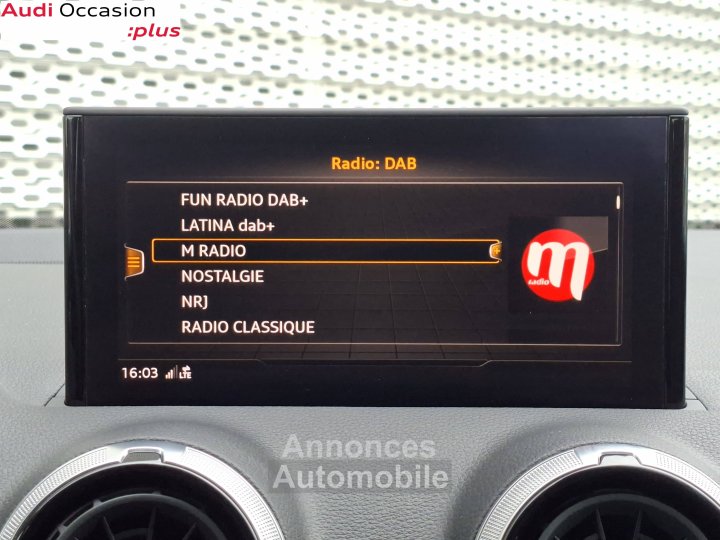 Audi Occasion
:plus
Radio: DAB
FUN RADIO DAB+
LATINA dab+
M RADIO
NOSTALGIE
NRJ
RADIO CLASSIQUE
m
RADIO
16:03 LTE
Annonces
Automobile